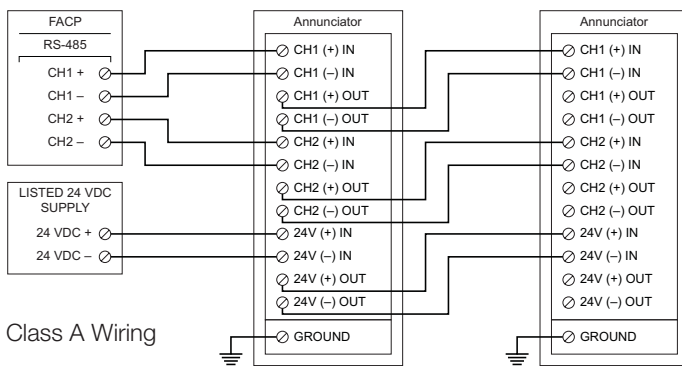 FACP
RS-485
CH1 +
CH1 –
CH2 +
CH2 –
LISTED 24 VDC
SUPPLY
24 VDC +
24 VDC –
Class A Wiring
Annunciator
CH1 (+) IN
CH1 (–) IN
CH1 (+) OUT
CH1 (–) OUT
CH2 (+) IN
CH2 (–) IN
CH2 (+) OUT
CH2 (–) OUT
24V (+) IN
24V (–) IN
24V (+) OUT
24V (–) OUT
GROUND
Annunciator
CH1 (+) IN
CH1 (–) IN
CH1 (+) OUT
CH1 (–) OUT
CH2 (+) IN
CH2 (–) IN
CH2 (+) OUT
CH2 (–) OUT
24V (+) IN
24V (–) IN
24V (+) OUT
24V (–) OUT
GROUND